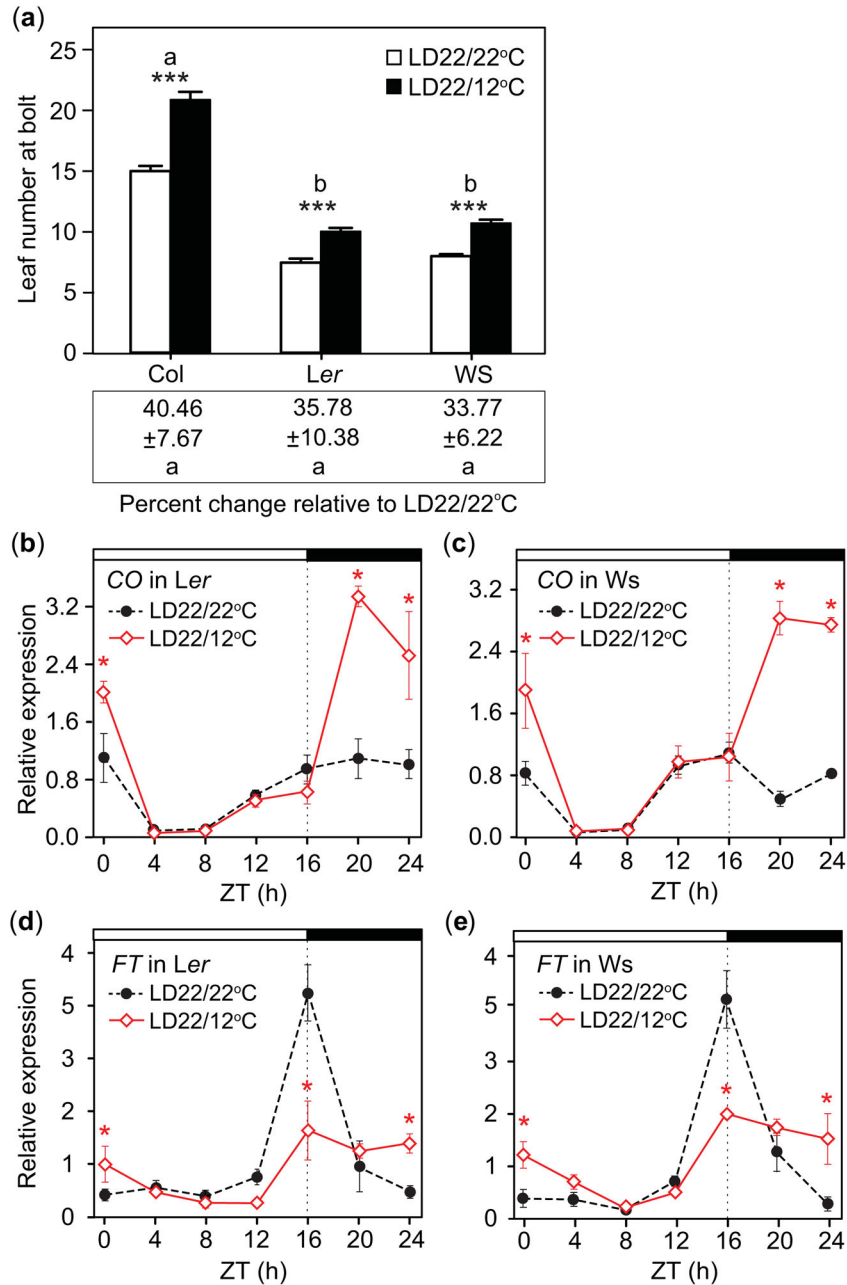 (a)
25
20
15
10
5
0
Leaf number at bolt
LD22/22°C
LD22/12°C
a
***
b
***
b
***
Col
Ler
WS
40.46
35.78
33.77
±7.67
±10.38
±6.22
a
a
a
Percent change relative to LD22/22°C
(b)
CO in Ler
LD22/22°C
LD22/12°C
3.2
2.4
1.6
0.8
0.0
Relative expression
*
*
*
0
4
8
12
16
20
24
ZT (h)
(c)
CO in Ws
LD22/22°C
LD22/12°C
3.2
2.4
1.6
0.8
0.0
*
*
*
0
4
8
12
16
20
24
ZT (h)
(d)
FT in Ler
LD22/22°C
LD22/12°C
4
5
3
2
1
0
Relative expression
*
*
*
0
4
8
12
16
20
24
ZT (h)
(e)
FT in Ws
LD22/22°C
LD22/12°C
4
5
3
2
1
0
*
*
*
0
4
8
12
16
20
24
ZT (h)